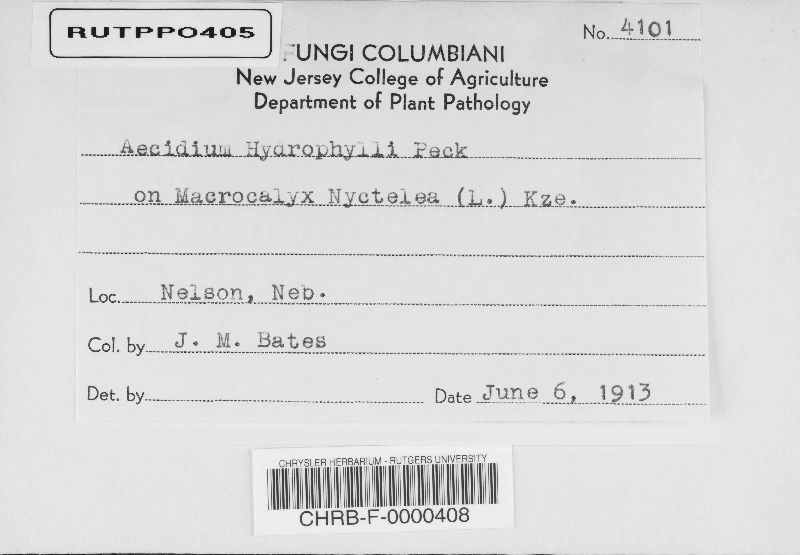 RUTPP0405
No. 4101
FUNGI COLUMBIANI
New Jersey College of Agriculture
Department of Plant Pathology
Aecidium Hydrophylli Peck
on Macrocalyx Nyctelea (L.) Kze.
Loc. Nelson, Neb.
Col. by J. M. Bates
Det. by
Date June 6, 1913
CHRYSLER HERBARIUM - RUTGERS UNIVERSITY
CHRB-F-0000408